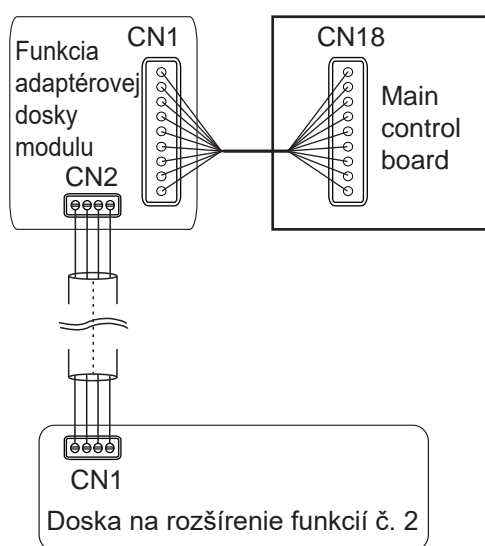 Funkcia
adaptérovej
dosky
modulu
CN1
CN2
CN18
Main
control
board
CN1
Doska na rozšírenie funkcií č. 2